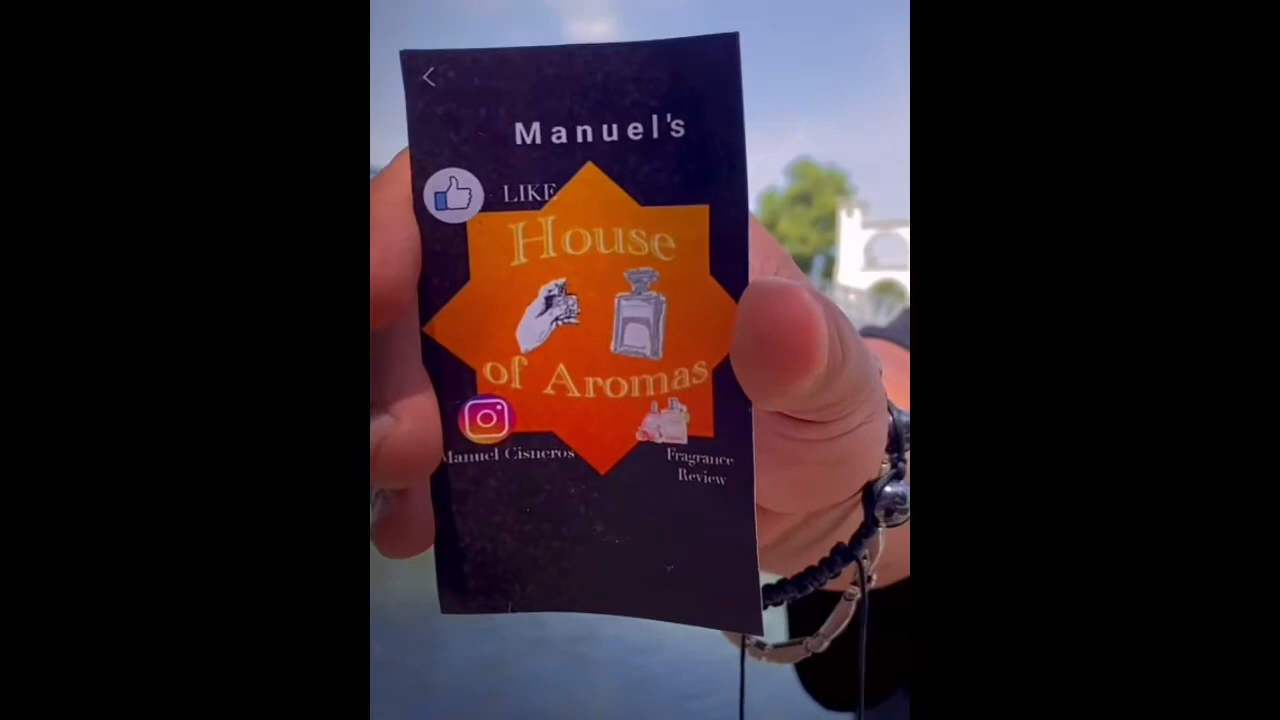 Manuel's
LIKE
House
of Aromas
Manuel Cisneros
Fragrance
Review